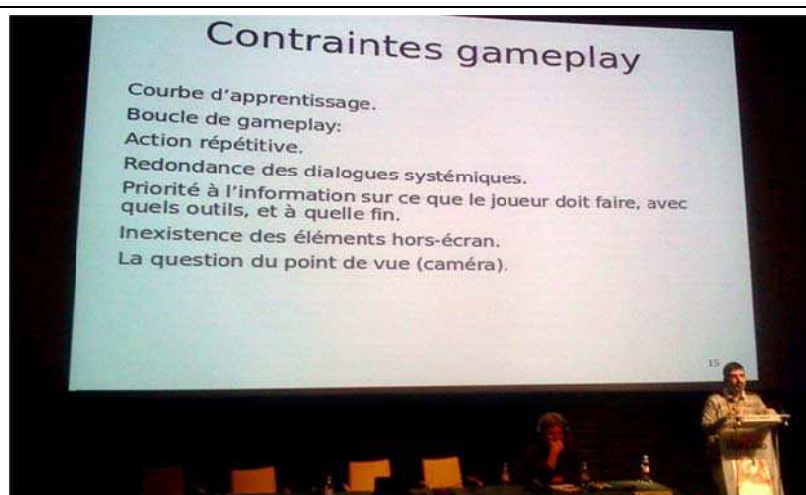 Contraintes gameplay
Courbe d'apprentissage.
Boucle de gameplay:
Action répétitive.
Redondance des dialogues systémiques.
Priorité à l'information sur ce que le joueur doit faire, avec
quels outils, et à quelle fin.
Inexistence des éléments hors-écran.
La question du point de vue (caméra).
15